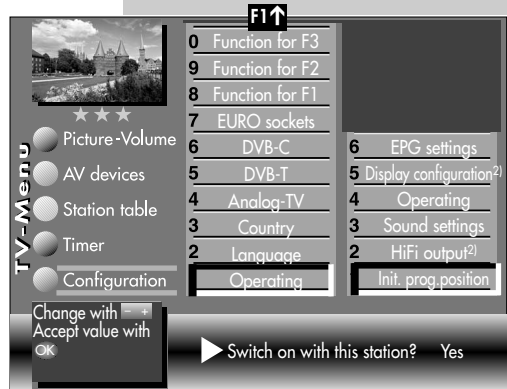 F1↑
TV-Menu
Picture-Volume
AV devices
Station table
Timer
Configuration
0 Function for F3
9 Function for F2
8 Function for F1
7 EURO sockets
6 DVB-C
5 DVB-T
4 Analog-TV
3 Country
2 Language
Operating
6 EPG settings
5 Display configuration2)
4 Operating
3 Sound settings
2 HiFi output2)
Init. prog.position
Change with - +
Accept value with
OK
Switch on with this station? Yes